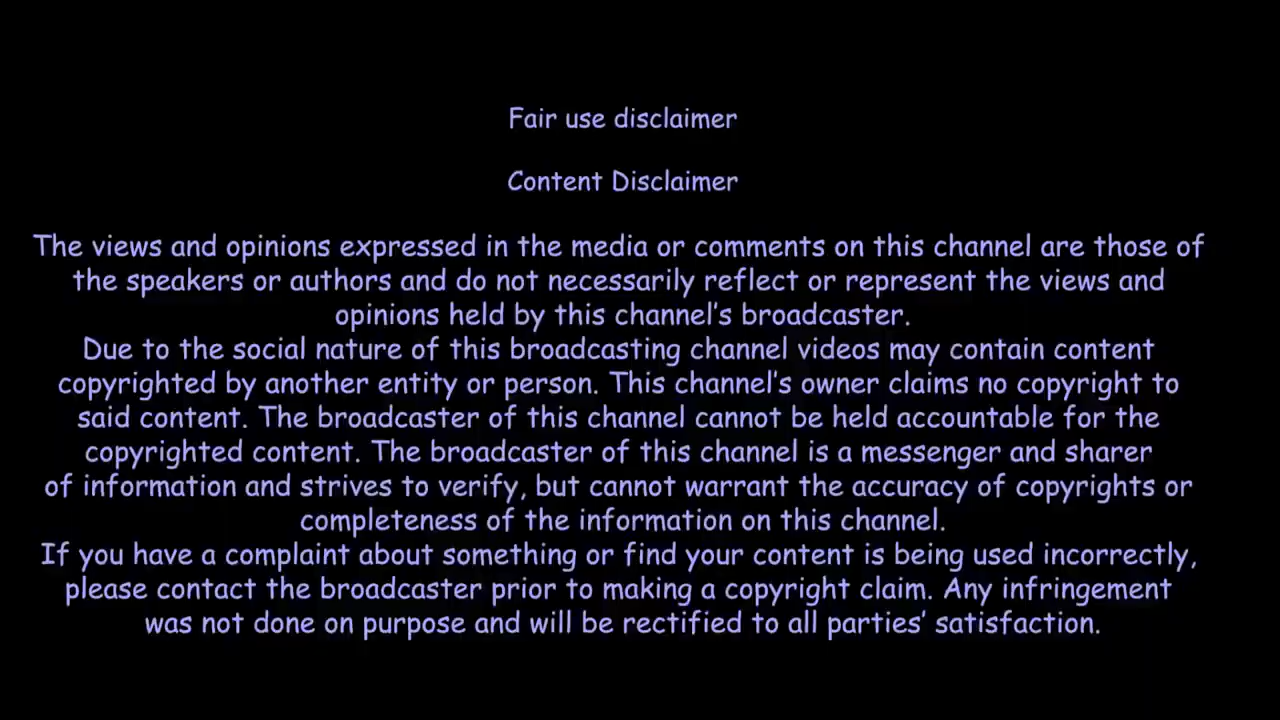 Fair use disclaimer
Content Disclaimer
The views and opinions expressed in the media or comments on this channel are those of
the speakers or authors and do not necessarily reflect or represent the views and
opinions held by this channel's broadcaster.
Due to the social nature of this broadcasting channel videos may contain content
copyrighted by another entity or person. This channel's owner claims no copyright to
said content. The broadcaster of this channel cannot be held accountable for the
copyrighted content. The broadcaster of this channel is a messenger and sharer
of information and strives to verify, but cannot warrant the accuracy of copyrights or
completeness of the information on this channel.
If you have a complaint about something or find your content is being used incorrectly,
please contact the broadcaster prior to making a copyright claim. Any infringement
was not done on purpose and will be rectified to all parties’ satisfaction.